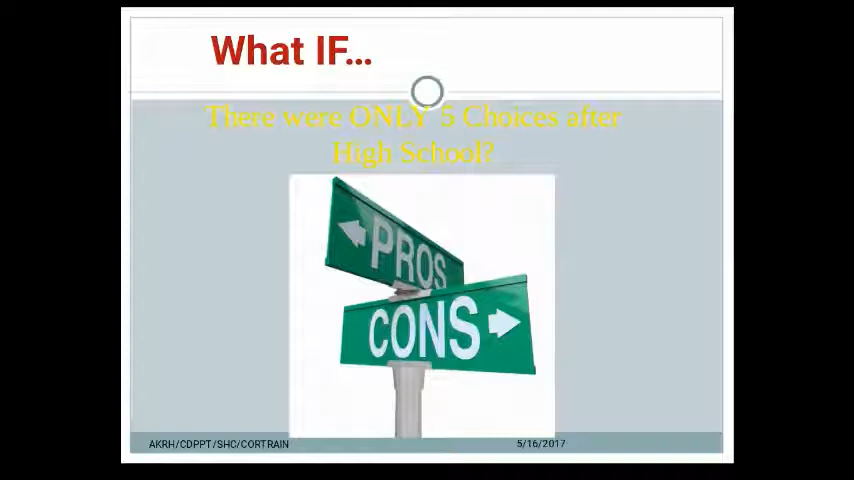 What IF...
There were ONLY 5 Choices after
High School?
PROS
CONS
AKRH/CDPPT/SHC/CORTRAIN
5/16/2017